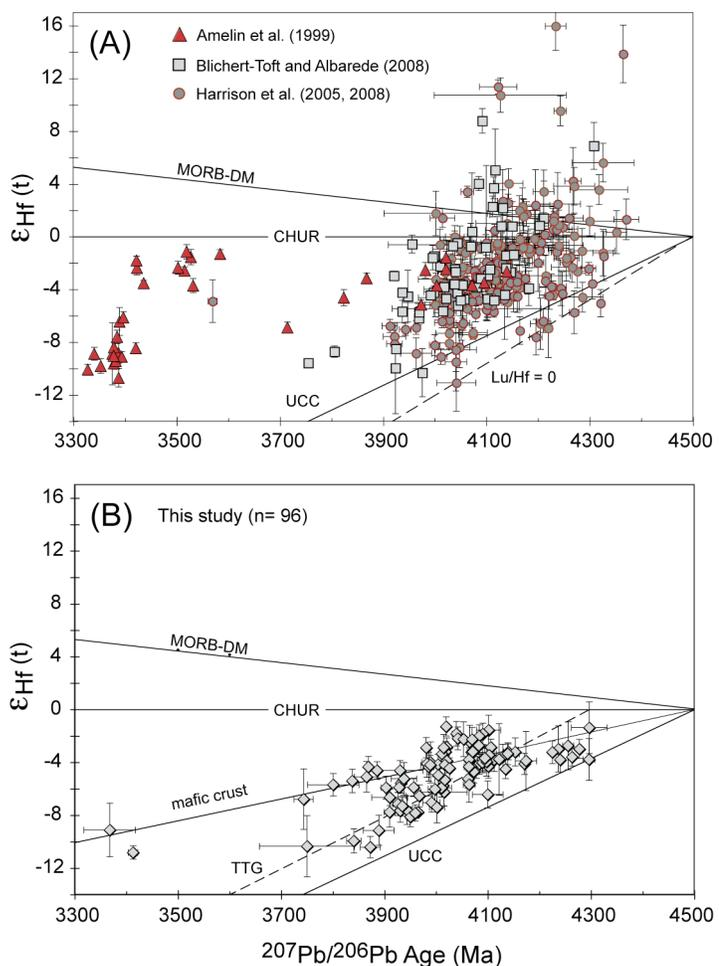 (A)
Amelin et al. (1999)
Blichert-Toft and Albarede (2008)
Harrison et al. (2005, 2008)
16
12
8
4
0
-4
-8
-12
εHf (t)
MORB-DM
CHUR
UCC
Lu/Hf = 0
3300 3500 3700 3900 4100 4300 4500
(B)
This study (n= 96)
16
12
8
4
0
-4
-8
-12
εHf (t)
MORB-DM
CHUR
mafic crust
TTG
UCC
3300 3500 3700 3900 4100 4300 4500
207Pb/206Pb Age (Ma)